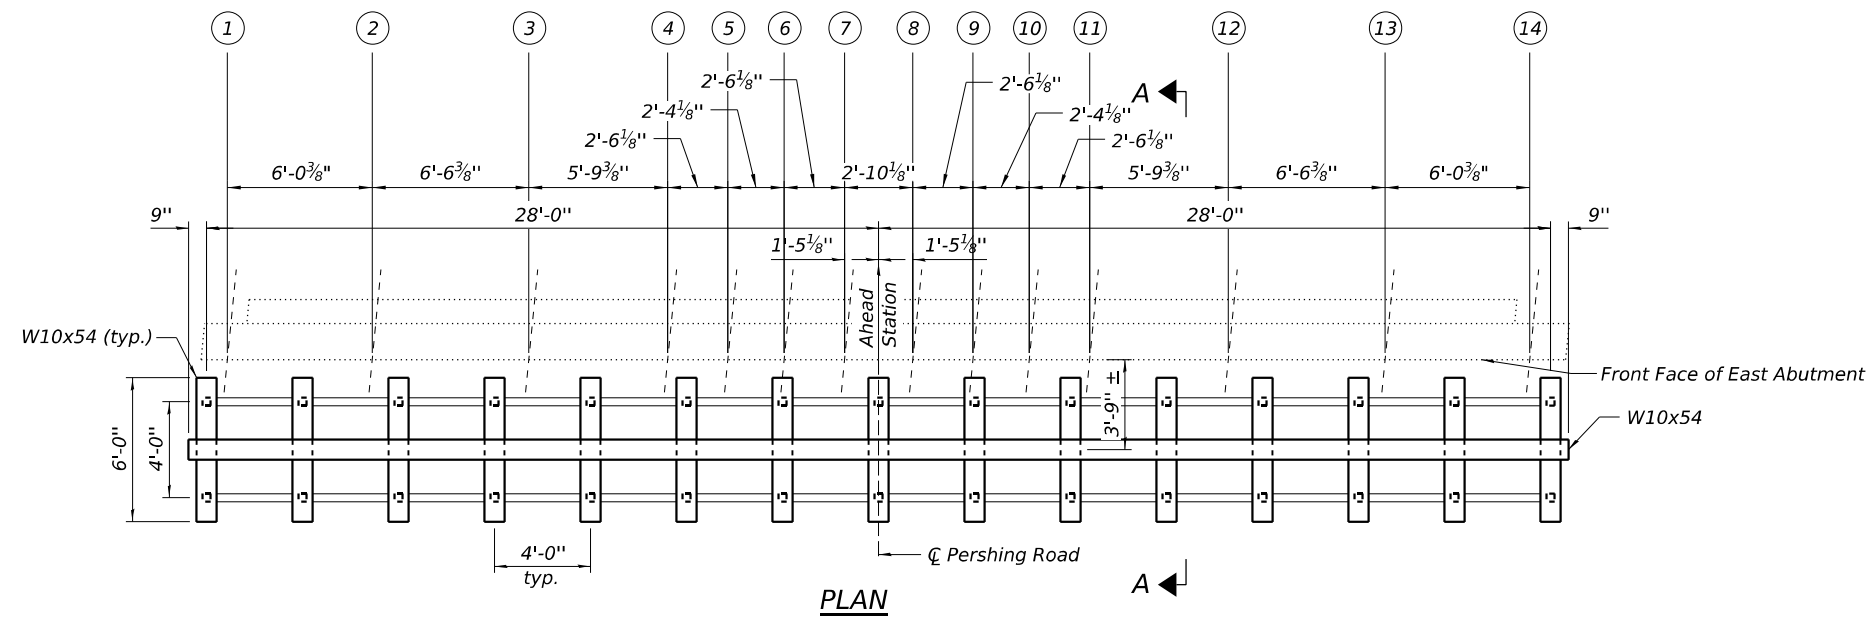 1 2 3 4 5 6 7 8 9 10 11 12 13 14
2'-6⅛" 2'-6⅛" A
2'-4⅛" 2'-4⅛"
2'-6⅛" 2'-6⅛"
6'-0⅜" 6'-6⅜" 5'-9⅜" 2'-10⅛" 5'-9⅜" 6'-6⅜" 6'-0⅜"
9" 28'-0" 28'-0" 9"
1'-5⅛" 1'-5⅛"
Ahead
Station
W10x54 (typ.)
Front Face of East Abutment
3'-9" ±
W10x54
6'-0"
4'-0"
4'-0"
typ.
℄ Pershing Road
A
PLAN